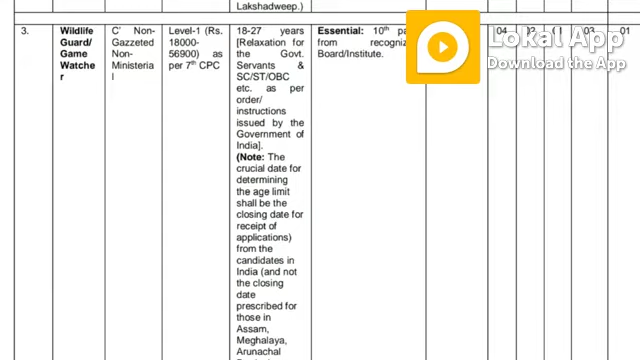 Lakshadweep.)
3.
Wildlife
Guard/
Game
Watche
r
C' Non-
Gazzeted
Non-
Ministeria
l
Level-1 (Rs.
18000-
56900) as
per 7th CPC
18-27 years
[Relaxation for
the Govt.
Servants &
SC/ST/OBC
etc. as per
order/
instructions
issued by the
Government of
India].
(Note: The
crucial date for
determining
the age limit
shall be the
closing date for
receipt of
applications)
from the
candidates in
India (and not
the closing
date
prescribed for
those in
Assam,
Meghalaya,
Arunachal
Essential: 10th
from
Board/Institute.
04
03
01
Lokal App
Download the App